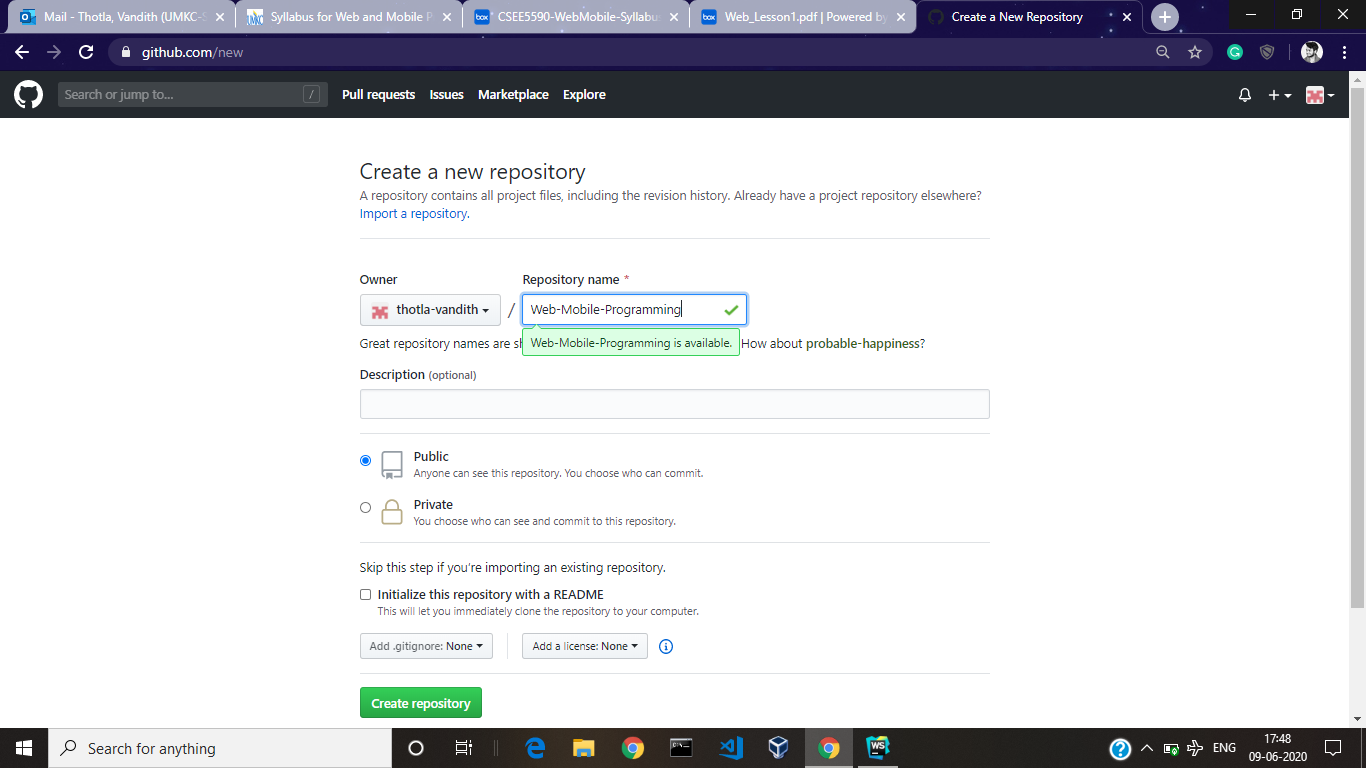 Mail - Thotla, Vandith (UMKC-S
Syllabus for Web and Mobile P
box CSEE5590-WebMobile-Syllabu
box Web_Lesson1.pdf | Powered by
Create a New Repository
github.com/new
Search or jump to... /
Pull requests Issues Marketplace Explore
Create a new repository
A repository contains all project files, including the revision history. Already have a project repository elsewhere?
Import a repository.
Owner
Repository name *
thotla-vandith / Web-Mobile-Programming
Great repository names are sh
Web-Mobile-Programming is available.
How about probable-happiness?
Description (optional)
Public
Anyone can see this repository. You choose who can commit.
Private
You choose who can see and commit to this repository.
Skip this step if you're importing an existing repository.
Initialize this repository with a README
This will let you immediately clone the repository to your computer.
Add .gitignore: None
Add a license: None
Create repository
Search for anything
WS
ENG
17:48
09-06-2020